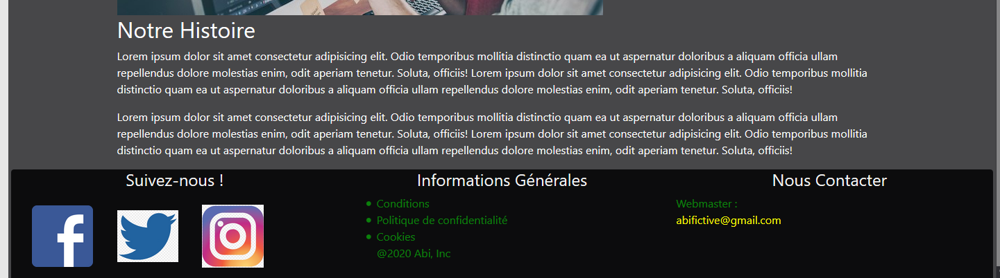 Notre Histoire
Lorem ipsum dolor sit amet consectetur adipisicing elit. Odio temporibus mollitia distinctio quam ea ut aspernatur doloribus a aliquam officia ullam
repellendus dolore molestias enim, odit aperiam tenetur. Soluta, officiis! Lorem ipsum dolor sit amet consectetur adipisicing elit. Odio temporibus mollitia
distinctio quam ea ut aspernatur doloribus a aliquam officia ullam repellendus dolore molestias enim, odit aperiam tenetur. Soluta, officiis!
Lorem ipsum dolor sit amet consectetur adipisicing elit. Odio temporibus mollitia distinctio quam ea ut aspernatur doloribus a aliquam officia ullam
repellendus dolore molestias enim, odit aperiam tenetur. Soluta, officiis! Lorem ipsum dolor sit amet consectetur adipisicing elit. Odio temporibus mollitia
distinctio quam ea ut aspernatur doloribus a aliquam officia ullam repellendus dolore molestias enim, odit aperiam tenetur. Soluta, officiis!
Suivez-nous !
Informations Générales
Conditions
Politique de confidentialité
Cookies
@2020 Abi, Inc
Nous Contacter
Webmaster :
abifictive@gmail.com